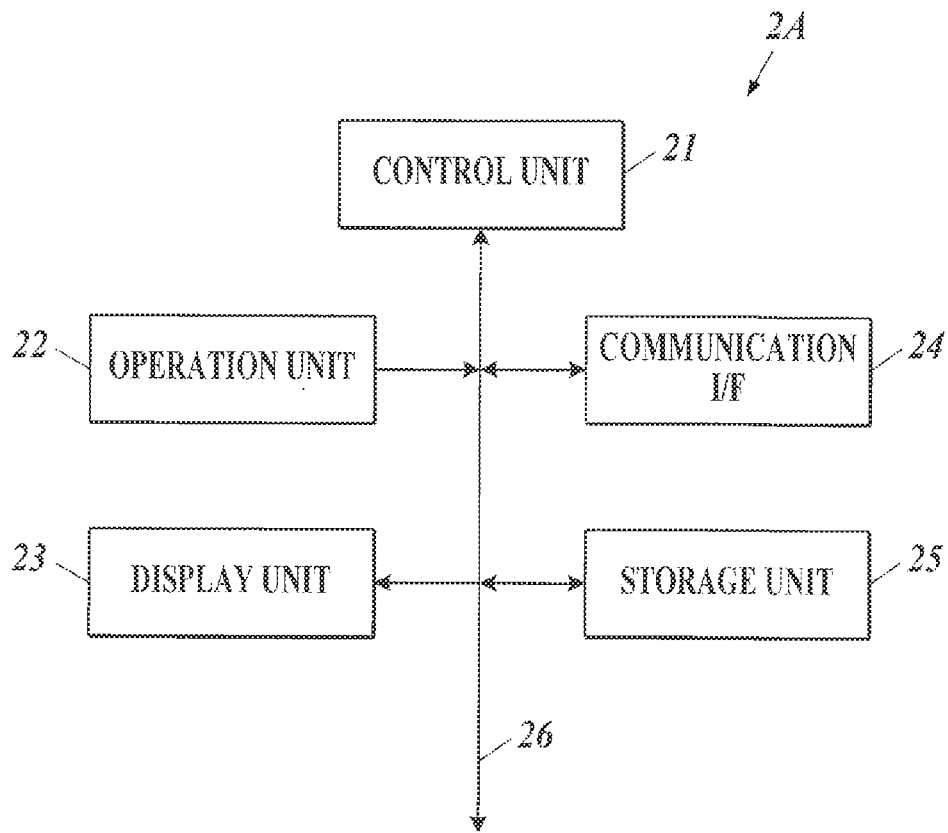 2A
CONTROL UNIT
21
22
OPERATION UNIT
COMMUNICATION
I/F
24
23
DISPLAY UNIT
STORAGE UNIT
25
26